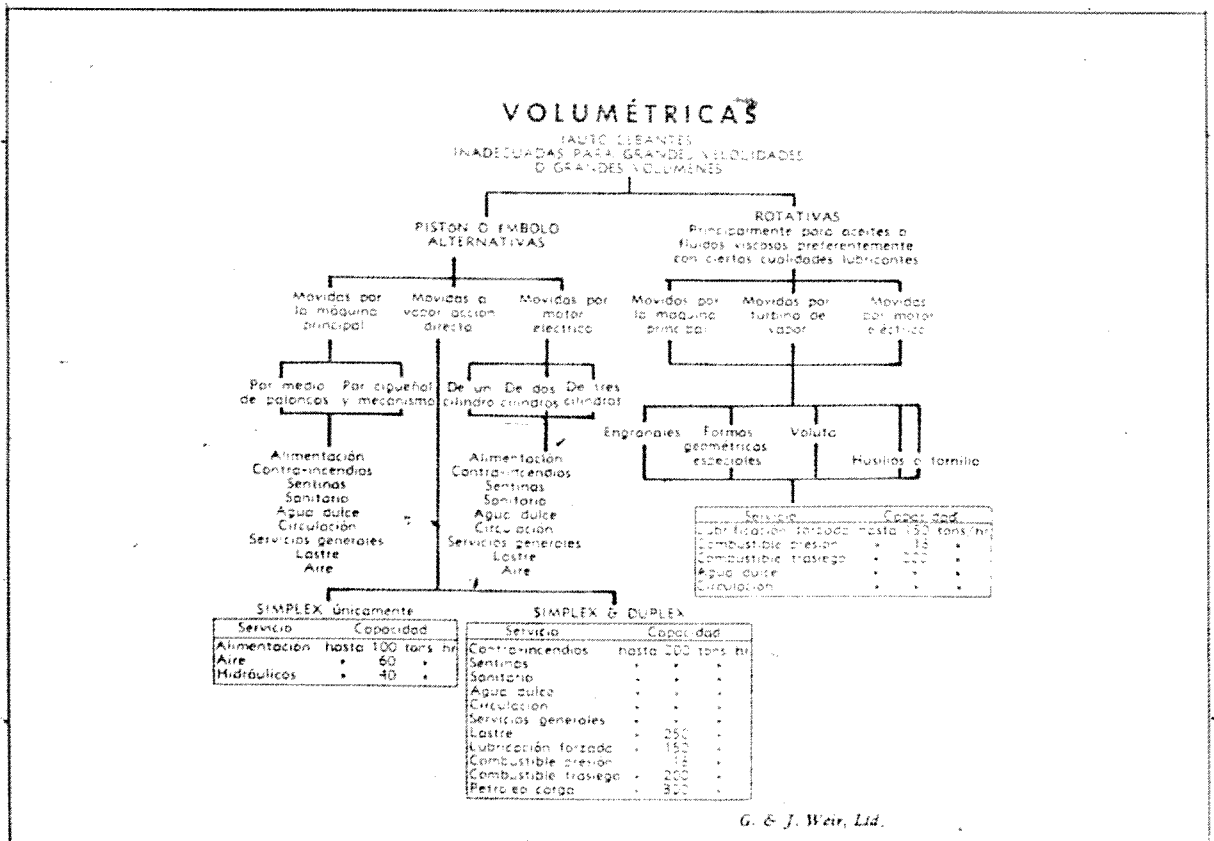 VOLUMÉTRICAS
(AUTO CEBANTES
INADECUADAS PARA GRANDES VELOCIDADES
O GRANDES VOLUMENES
PISTON O EMBOLO
ALTERNATIVAS
ROTATIVAS
Principalmente para aceites o
fluidos viscosos preferentemente
con ciertas cualidades lubricantes
Movidas por
la máquina
principal
Movidas a
vapor acción
directa
Movidas por
motor
eléctrico
Movidas por
la máquina
principal
Movidas por
turbina de
vapor
Movidas
por motor
eléctrico
Por medio
de palancas
Por cigueñal
y mecanismo
De un
cilindro
De dos
cilindros
De tres
cilindros
Engranajes
Formas
geométricas
especiales
Voluta
Husillos o tornillo
Alimentación
Contra-incendios
Sentinas
Sanitario
Agua dulce
Circulación
Servicios generales
Lastre
Aire
Alimentación
Contra-incendios
Sentinas
Sanitario
Agua dulce
Circulación
Servicios generales
Lastre
Aire
Servicio Capacidad
Lubrificación forzada hasta 150 tons/hr
Combustible presión " 18 "
Combustible trasiego " 200 "
Agua dulce " " "
Circulación " " "
SIMPLEX únicamente
Servicio Capacidad
Alimentación hasta 100 tons hr
Aire " 60 "
Hidráulicos " 40 "
SIMPLEX & DUPLEX
Servicio Capacidad
Contra-incendios hasta 200 tons hr
Sentinas " " "
Sanitario " " "
Agua dulce " " "
Circulación " " "
Servicios generales " " "
Lastre " 250 "
Lubricación forzada " 150 "
Combustible presión " 18 "
Combustible trasiego " 200 "
Petroleo carga " 300 "
G. & J. Weir, Ltd.